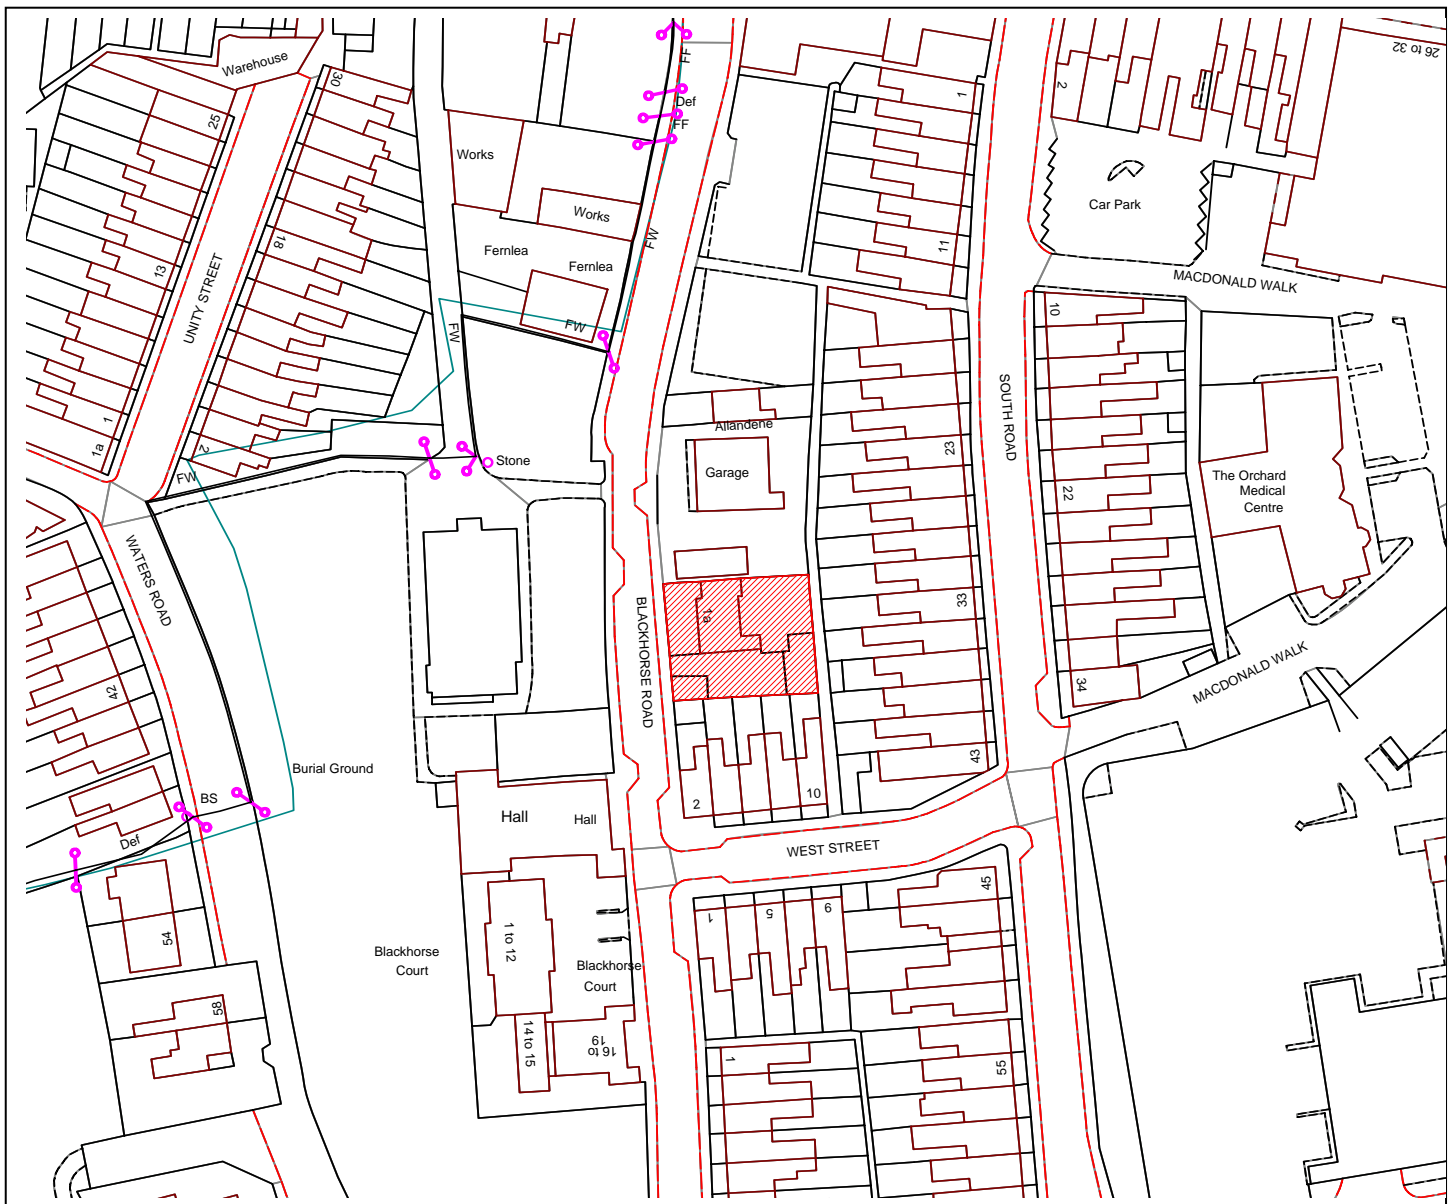 Warehouse
30
25
Works
Works
Fernlea
Fernlea
FW
FF
Def
FF
FW
FW
1
2
26 to 32
Car Park
11
MACDONALD WALK
UNITY STREET
18
13
1
1a
2
FW
Stone
Allandene
Garage
10
SOUTH ROAD
23
22
The Orchard
Medical
Centre
WATERS ROAD
42
BLACKHORSE ROAD
1a
33
34
MACDONALD WALK
43
Burial Ground
BS
Def
Hall
Hall
2
10
WEST STREET
54
58
Blackhorse
Court
1 to 12
Blackhorse
Court
14 to 15
16 to
19
1
5
9
45
1
55